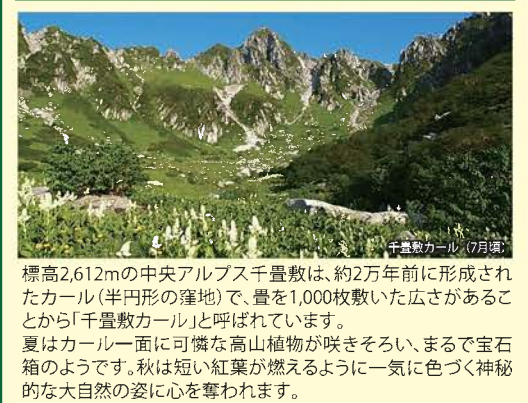 千畳敷カール（7月頃）
標高2,612mの中央アルプス千畳敷は、約2万年前に形成され
たカール（半円形の窪地）で、畳を1,000枚敷いた広さがあるこ
とから「千畳敷カール」と呼ばれています。
夏はカール一面に可憐な高山植物が咲きそろい、まるで宝石
箱のようです。秋は短い紅葉が燃えるように一気に色づく神秘
的な大自然の姿に心を奪われます。